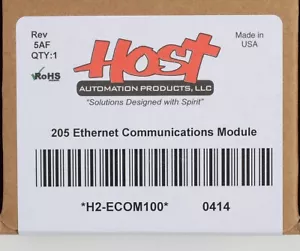 Rev
5AF
QTY:1
RoHS
Made in
USA
HOST
AUTOMATION PRODUCTS, LLC
"Solutions Designed with Spirit"
205 Ethernet Communications Module
*H2-ECOM100* 0414